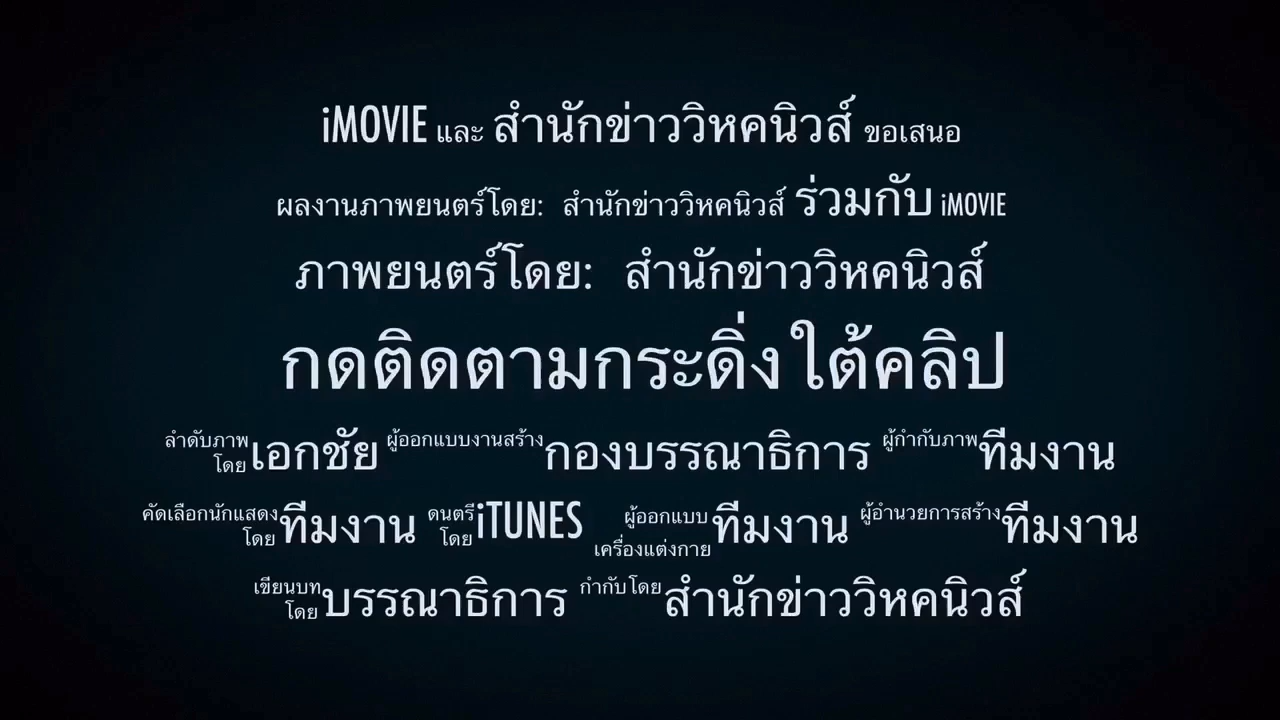 iMOVIE และ สำนักข่าววิหคนิวส์ ขอเสนอ
ผลงานภาพยนตร์โดย: สำนักข่าววิหคนิวส์ ร่วมกับ iMOVIE
ภาพยนตร์โดย: สำนักข่าววิหคนิวส์
กดติดตามกระดิ่ง ใต้คลิป
ลำดับภาพโดย เอกชัย ผู้ออกแบบงานสร้าง กองบรรณาธิการ ผู้กำกับภาพ ทีมงาน
คัดเลือกนักแสดงโดย ทีมงาน ดนตรีโดย iTUNES ผู้ออกแบบเครื่องแต่งกาย ทีมงาน ผู้อำนวยการสร้าง ทีมงาน
เขียนบทโดย บรรณาธิการ กำกับโดย สำนักข่าววิหคนิวส์